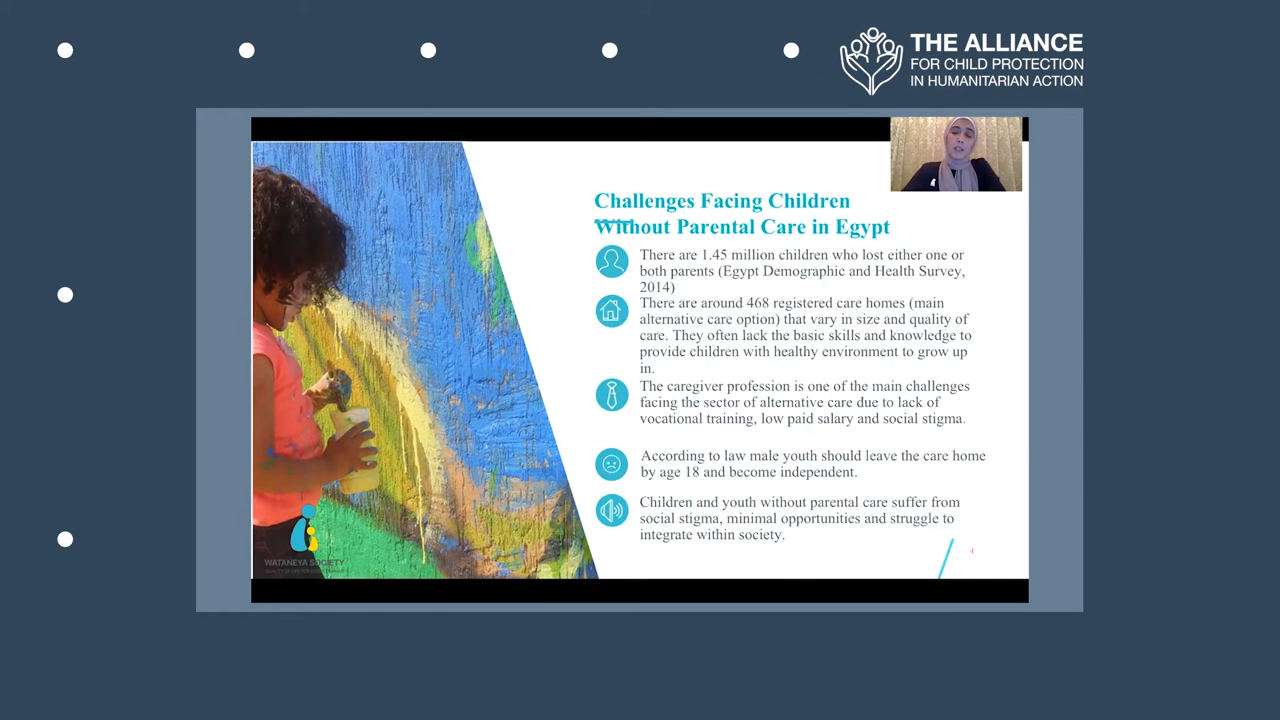 THE ALLIANCE
FOR CHILD PROTECTION
IN HUMANITARIAN ACTION
Challenges Facing Children
Without Parental Care in Egypt
There are 1.45 million children who lost either one or
both parents (Egypt Demographic and Health Survey,
2014)
There are around 468 registered care homes (main
alternative care option) that vary in size and quality of
care. They often lack the basic skills and knowledge to
provide children with healthy environment to grow up
in.
The caregiver profession is one of the main challenges
facing the sector of alternative care due to lack of
vocational training, low paid salary and social stigma.
According to law male youth should leave the care home
by age 18 and become independent.
Children and youth without parental care suffer from
social stigma, minimal opportunities and struggle to
integrate within society.
4
WATANEYA SOCIETY